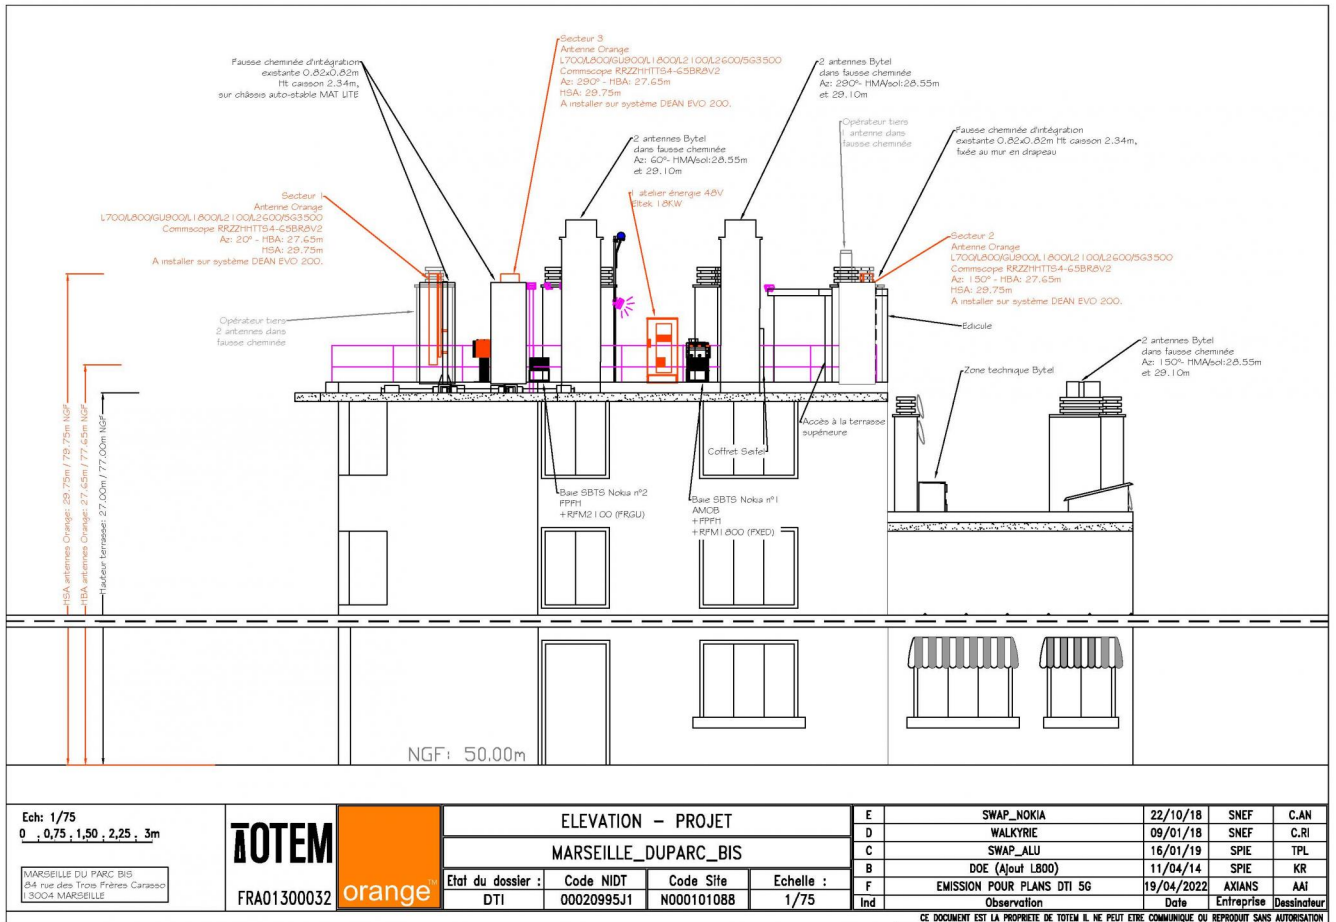 Fausse cheminée d'intégration
existante 0.82x0.82m
Ht caisson 2.34m,
sur châssis auto-stable MAT LITE
Secteur 3
Antenne Orange
L700/L800/GU900/L1800/L2100/L2600/5G3500
Commscope RRZZHHTTS4-65BR8V2
Az: 290° - HBA: 27.65m
HSA: 29.75m
A installer sur système DEAN EVO 200.
2 antennes Bytel
dans fausse cheminée
Az: 290°- HMA/sol:28.55m
et 29.10m
Opérateur tiers
1 antenne dans
fausse cheminée
Fausse cheminée d'intégration
existante 0.82x0.82m Ht caisson 2.34m,
fixée au mur en drapeau
2 antennes Bytel
dans fausse cheminée
Az: 60°- HMA/sol:28.55m
et 29.10m
1 atelier énergie 48V
Eltek 18KW
Secteur 1
Antenne Orange
L700/L800/GU900/L1800/L2100/L2600/5G3500
Commscope RRZZHHTTS4-65BR8V2
Az: 20° - HBA: 27.65m
HSA: 29.75m
A installer sur système DEAN EVO 200.
Secteur 2
Antenne Orange
L700/L800/GU900/L1800/L2100/L2600/5G3500
Commscope RRZZHHTTS4-65BR8V2
Az: 150° - HBA: 27.65m
HSA: 29.75m
A installer sur système DEAN EVO 200.
Opérateur tiers
2 antennes dans
fausse cheminée
Edicule
2 antennes Bytel
dans fausse cheminée
Az: 150°- HMA/sol:28.55m
et 29.10m
Zone technique Bytel
Accès à la terrasse
supérieure
Coffret Seifel
Baie SBTS Nokia n°2
FPFH
+RFM2100 (FRGU)
Baie SBTS Nokia n°1
AMOB
+FPFH
+RFM1800 (FXED)
HSA antennes Orange: 29.75m / 79.75m NGF
HBA antennes Orange: 27.65m / 77.65m NGF
Hauteur terrasse: 27.00m / 77.00m NGF
NGF: 50.00m
Ech: 1/75
0 0,75 1,50 2,25 3m
MARSEILLE DU PARC BIS
84 rue des Trois Frères Carasso
13004 MARSEILLE
TOTEM
FRA01300032
orange™
ELEVATION - PROJET
MARSEILLE_DUPARC_BIS
Etat du dossier : Code NIDT Code Site Echelle :
DTI 00020995J1 N000101088 1/75
E SWAP_NOKIA 22/10/18 SNEF C.AN
D WALKYRIE 09/01/18 SNEF C.RI
C SWAP_ALU 16/01/19 SPIE TPL
B DOE (Ajout L800) 11/04/14 SPIE KR
F EMISSION POUR PLANS DTI 5G 19/04/2022 AXIANS AAI
Ind Observation Date Entreprise Dessinateur
CE DOCUMENT EST LA PROPRIETE DE TOTEM IL NE PEUT ETRE COMMUNIQUE OU REPRODUIT SANS AUTORISATION